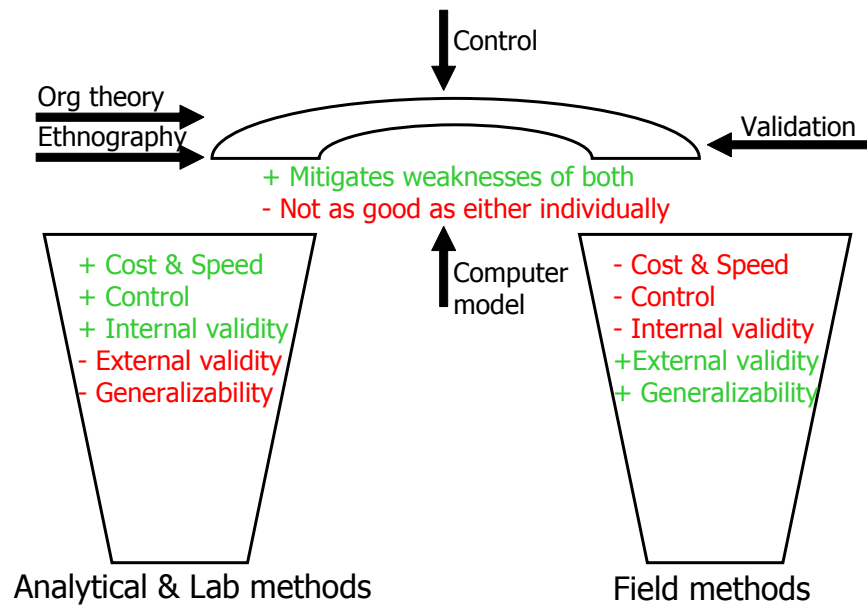 Control
Org theory
Ethnography
Validation
+ Mitigates weaknesses of both
- Not as good as either individually
Computer
model
+ Cost & Speed
+ Control
+ Internal validity
- External validity
- Generalizability
- Cost & Speed
- Control
- Internal validity
+External validity
+ Generalizability
Analytical & Lab methods
Field methods